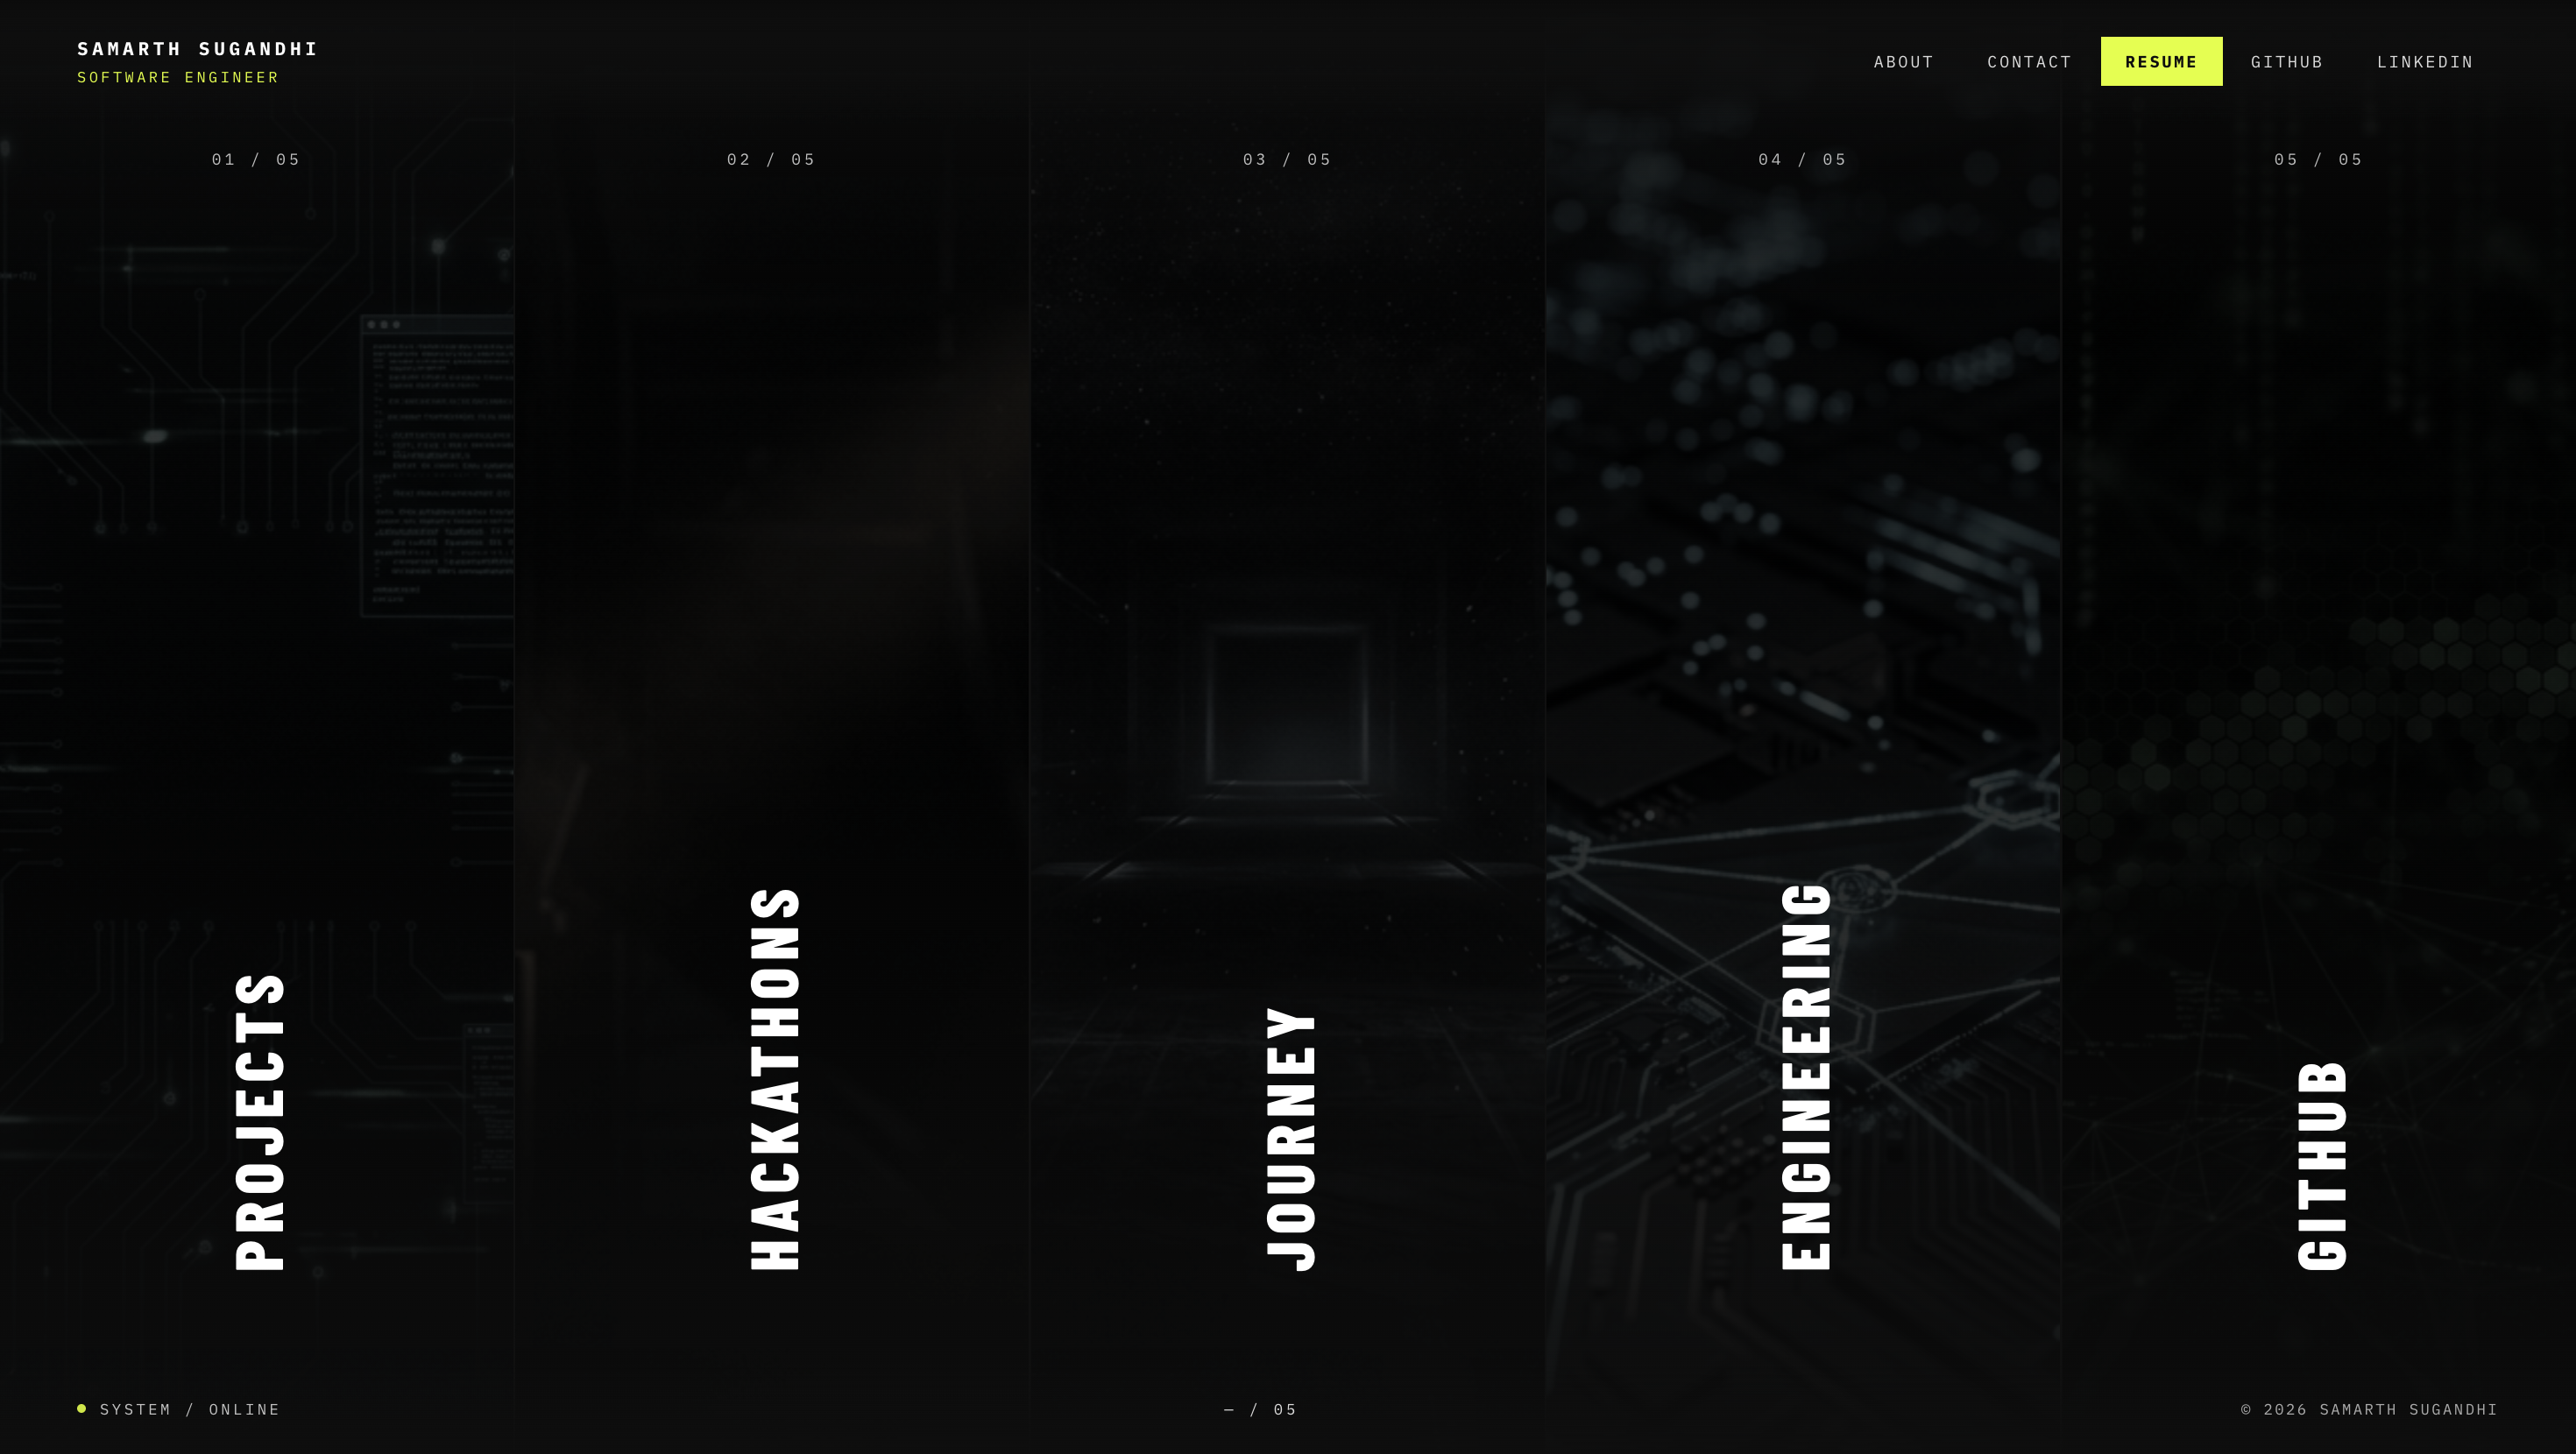 SAMARTH SUGANDHI
SOFTWARE ENGINEER
ABOUT
CONTACT
RESUME
GITHUB
LINKEDIN
01 / 05
02 / 05
03 / 05
04 / 05
05 / 05
PROJECTS
HACKATHONS
JOURNEY
ENGINEERING
GITHUB
SYSTEM / ONLINE
— / 05
© 2026 SAMARTH SUGANDHI